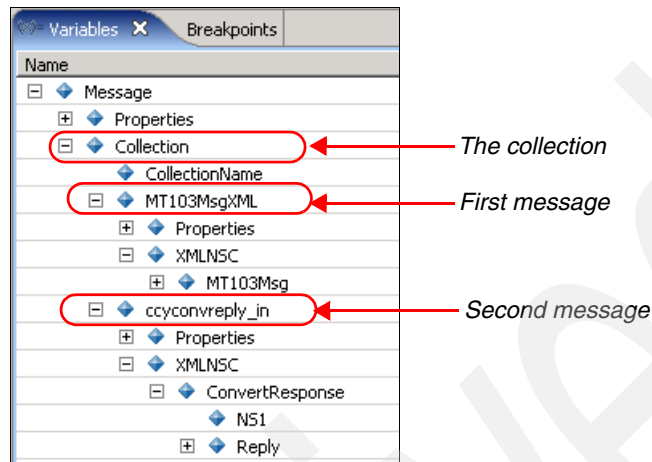 Variables Breakpoints
Name
Message
Properties
Collection
The collection
CollectionName
MT103MsgXML
First message
Properties
XMLNSC
MT103Msg
ccyconvreply_in
Second message
Properties
XMLNSC
ConvertResponse
NS1
Reply